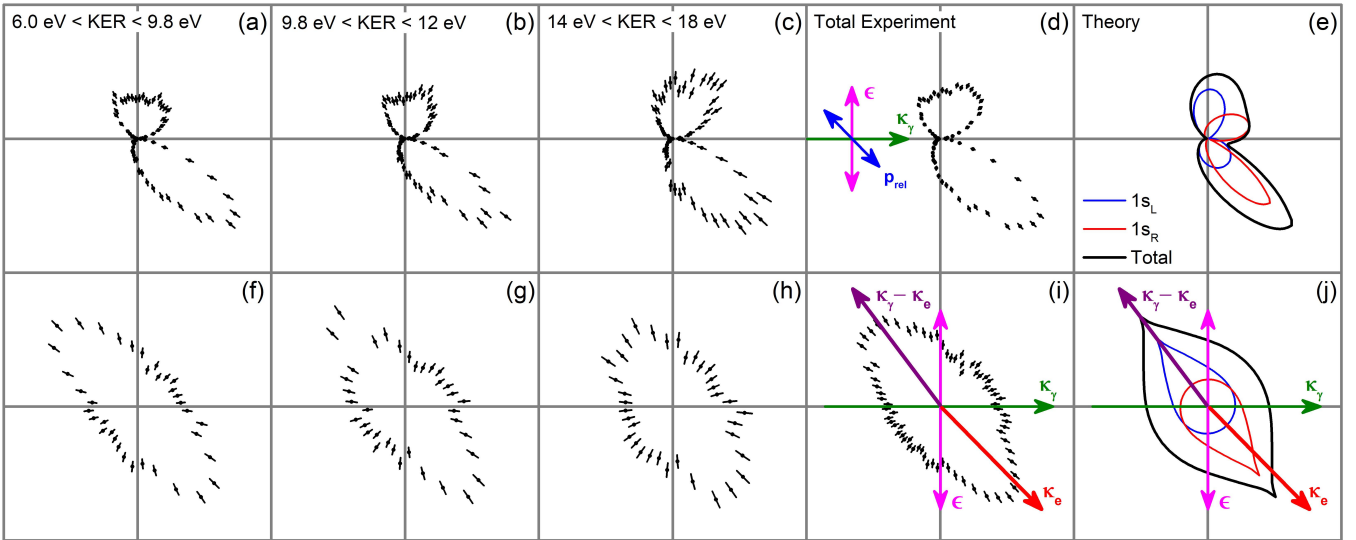 6.0 eV < KER < 9.8 eV (a)
9.8 eV < KER < 12 eV (b)
14 eV < KER < 18 eV (c)
Total Experiment (d)
ϵ
κγ
prel
Theory (e)
1sL
1sR
Total
(f)
(g)
(h)
(i)
κγ – κe
κγ
ϵ
κe
(j)
κγ – κe
κγ
ϵ
κe